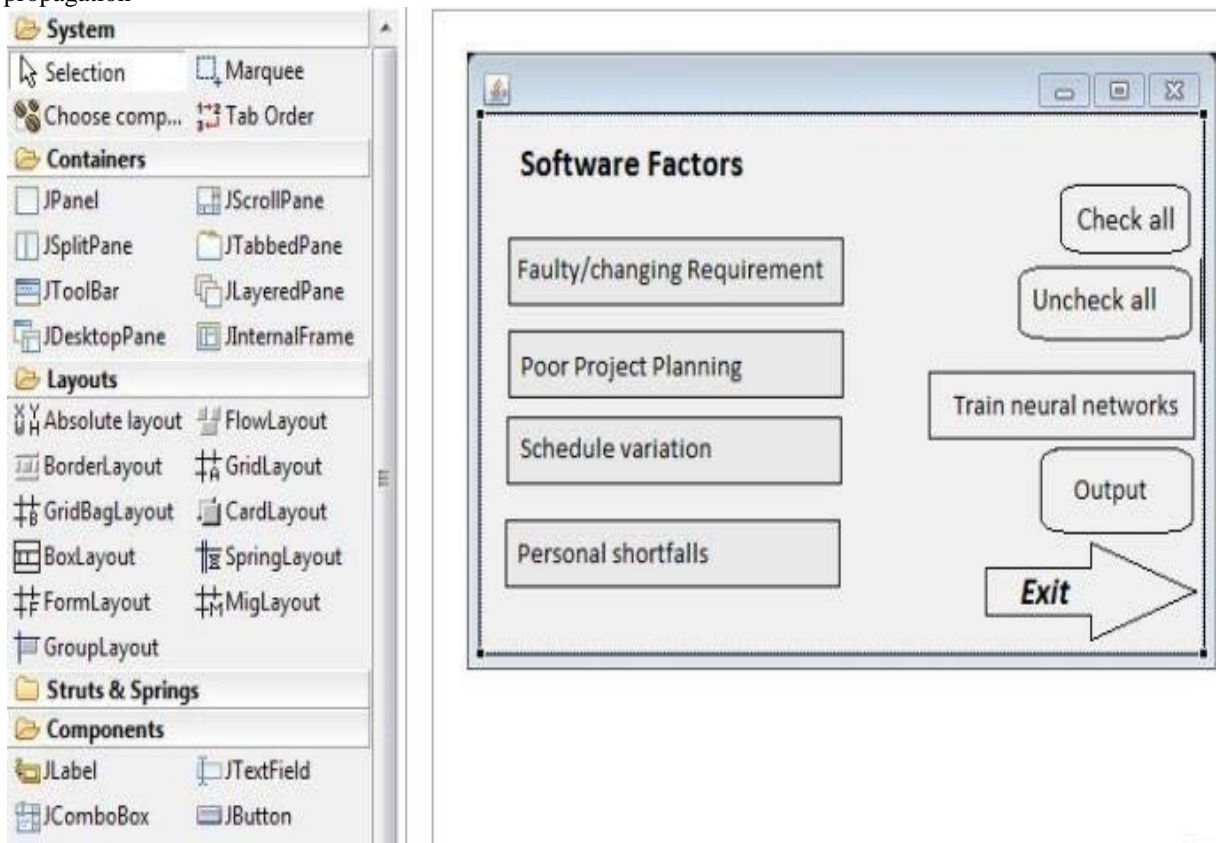 propagation
System
Selection Marquee
Choose comp... Tab Order
Containers
JPanel JScrollPane
JSplitPane JTabbedPane
JToolBar JLayeredPane
JDesktopPane JInternalFrame
Layouts
Absolute layout FlowLayout
BorderLayout GridLayout
GridBagLayout CardLayout
BoxLayout SpringLayout
FormLayout MigLayout
GroupLayout
Struts & Springs
Components
JLabel JTextField
JComboBox JButton
Software Factors
Faulty/changing Requirement
Poor Project Planning
Schedule variation
Personal shortfalls
Check all
Uncheck all
Train neural networks
Output
Exit